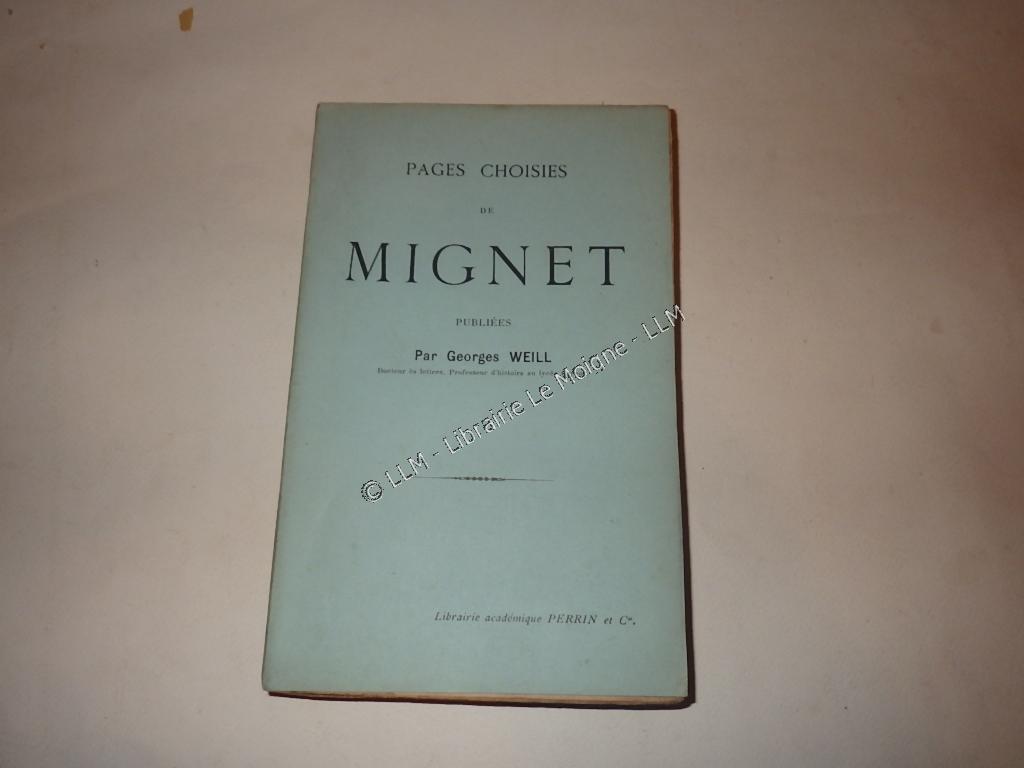 PAGES CHOISIES
DE
MIGNET
PUBLIÉES
Par Georges WEILL
Docteur ès lettres, Professeur d'histoire au lycée
© LLM - Librairie Le Moigne - LLM
Librairie académique PERRIN et Cie.